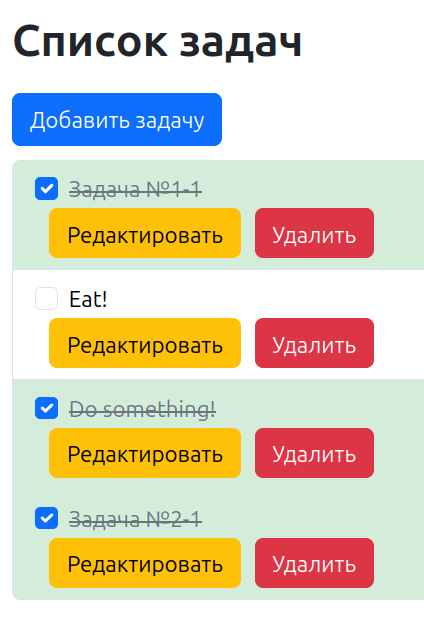 Список задач
Добавить задачу
Задача №1-1
Редактировать Удалить
Eat!
Редактировать Удалить
Do something!
Редактировать Удалить
Задача №2-1
Редактировать Удалить